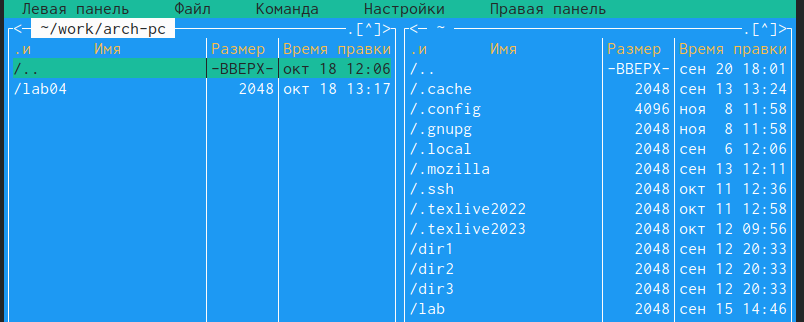 Левая панель Файл Команда Настройки Правая панель
<— ~/work/arch-pc .[^]>
.и Имя Размер Время правки
/.. -ВВЕРХ- окт 18 12:06
/lab04 2048 окт 18 13:17
<— ~ .[^]>
.и Имя Размер Время правки
/.. -ВВЕРХ- сен 20 18:01
/.cache 2048 сен 13 13:24
/.config 4096 ноя 8 11:58
/.gnupg 2048 ноя 8 11:58
/.local 2048 сен 6 12:06
/.mozilla 2048 сен 13 12:11
/.ssh 2048 окт 11 12:36
/.texlive2022 2048 окт 11 12:58
/.texlive2023 2048 окт 12 09:56
/dir1 2048 сен 12 20:33
/dir2 2048 сен 12 20:33
/dir3 2048 сен 12 20:33
/lab 2048 сен 15 14:46